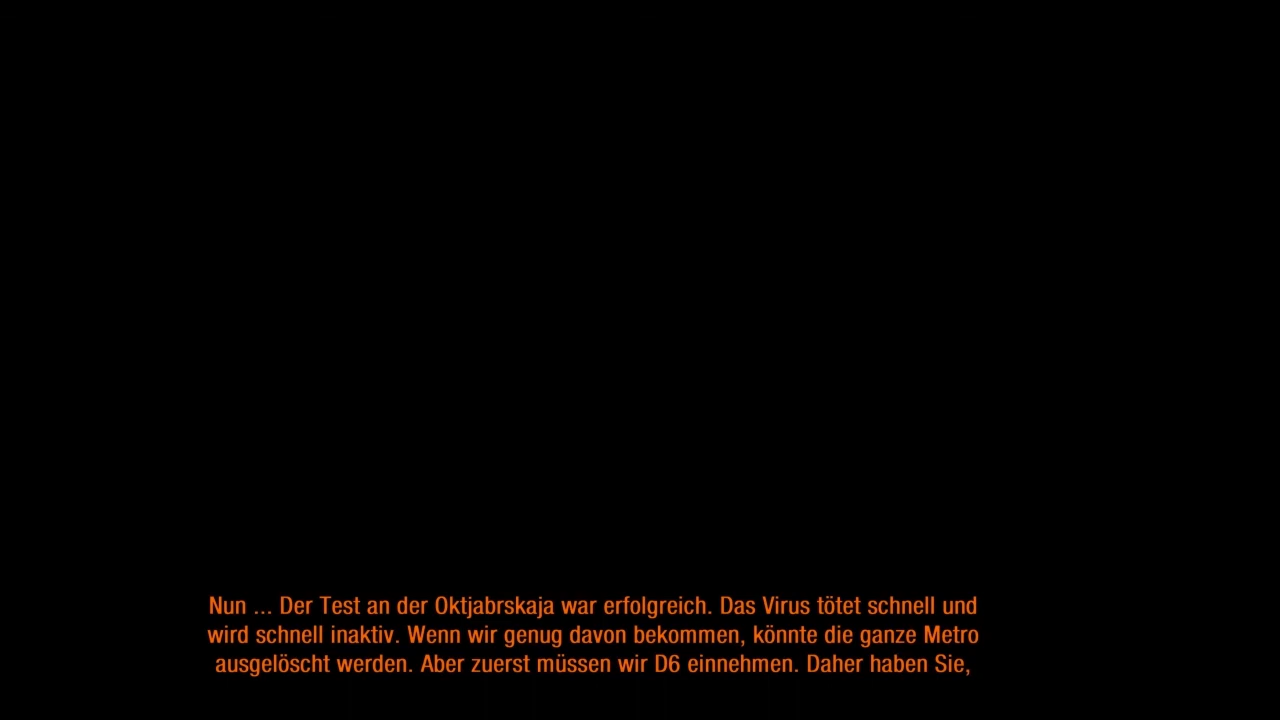 Nun ... Der Test an der Oktjabrskaja war erfolgreich. Das Virus tötet schnell und
wird schnell inaktiv. Wenn wir genug davon bekommen, könnte die ganze Metro
ausgelöscht werden. Aber zuerst müssen wir D6 einnehmen. Daher haben Sie,